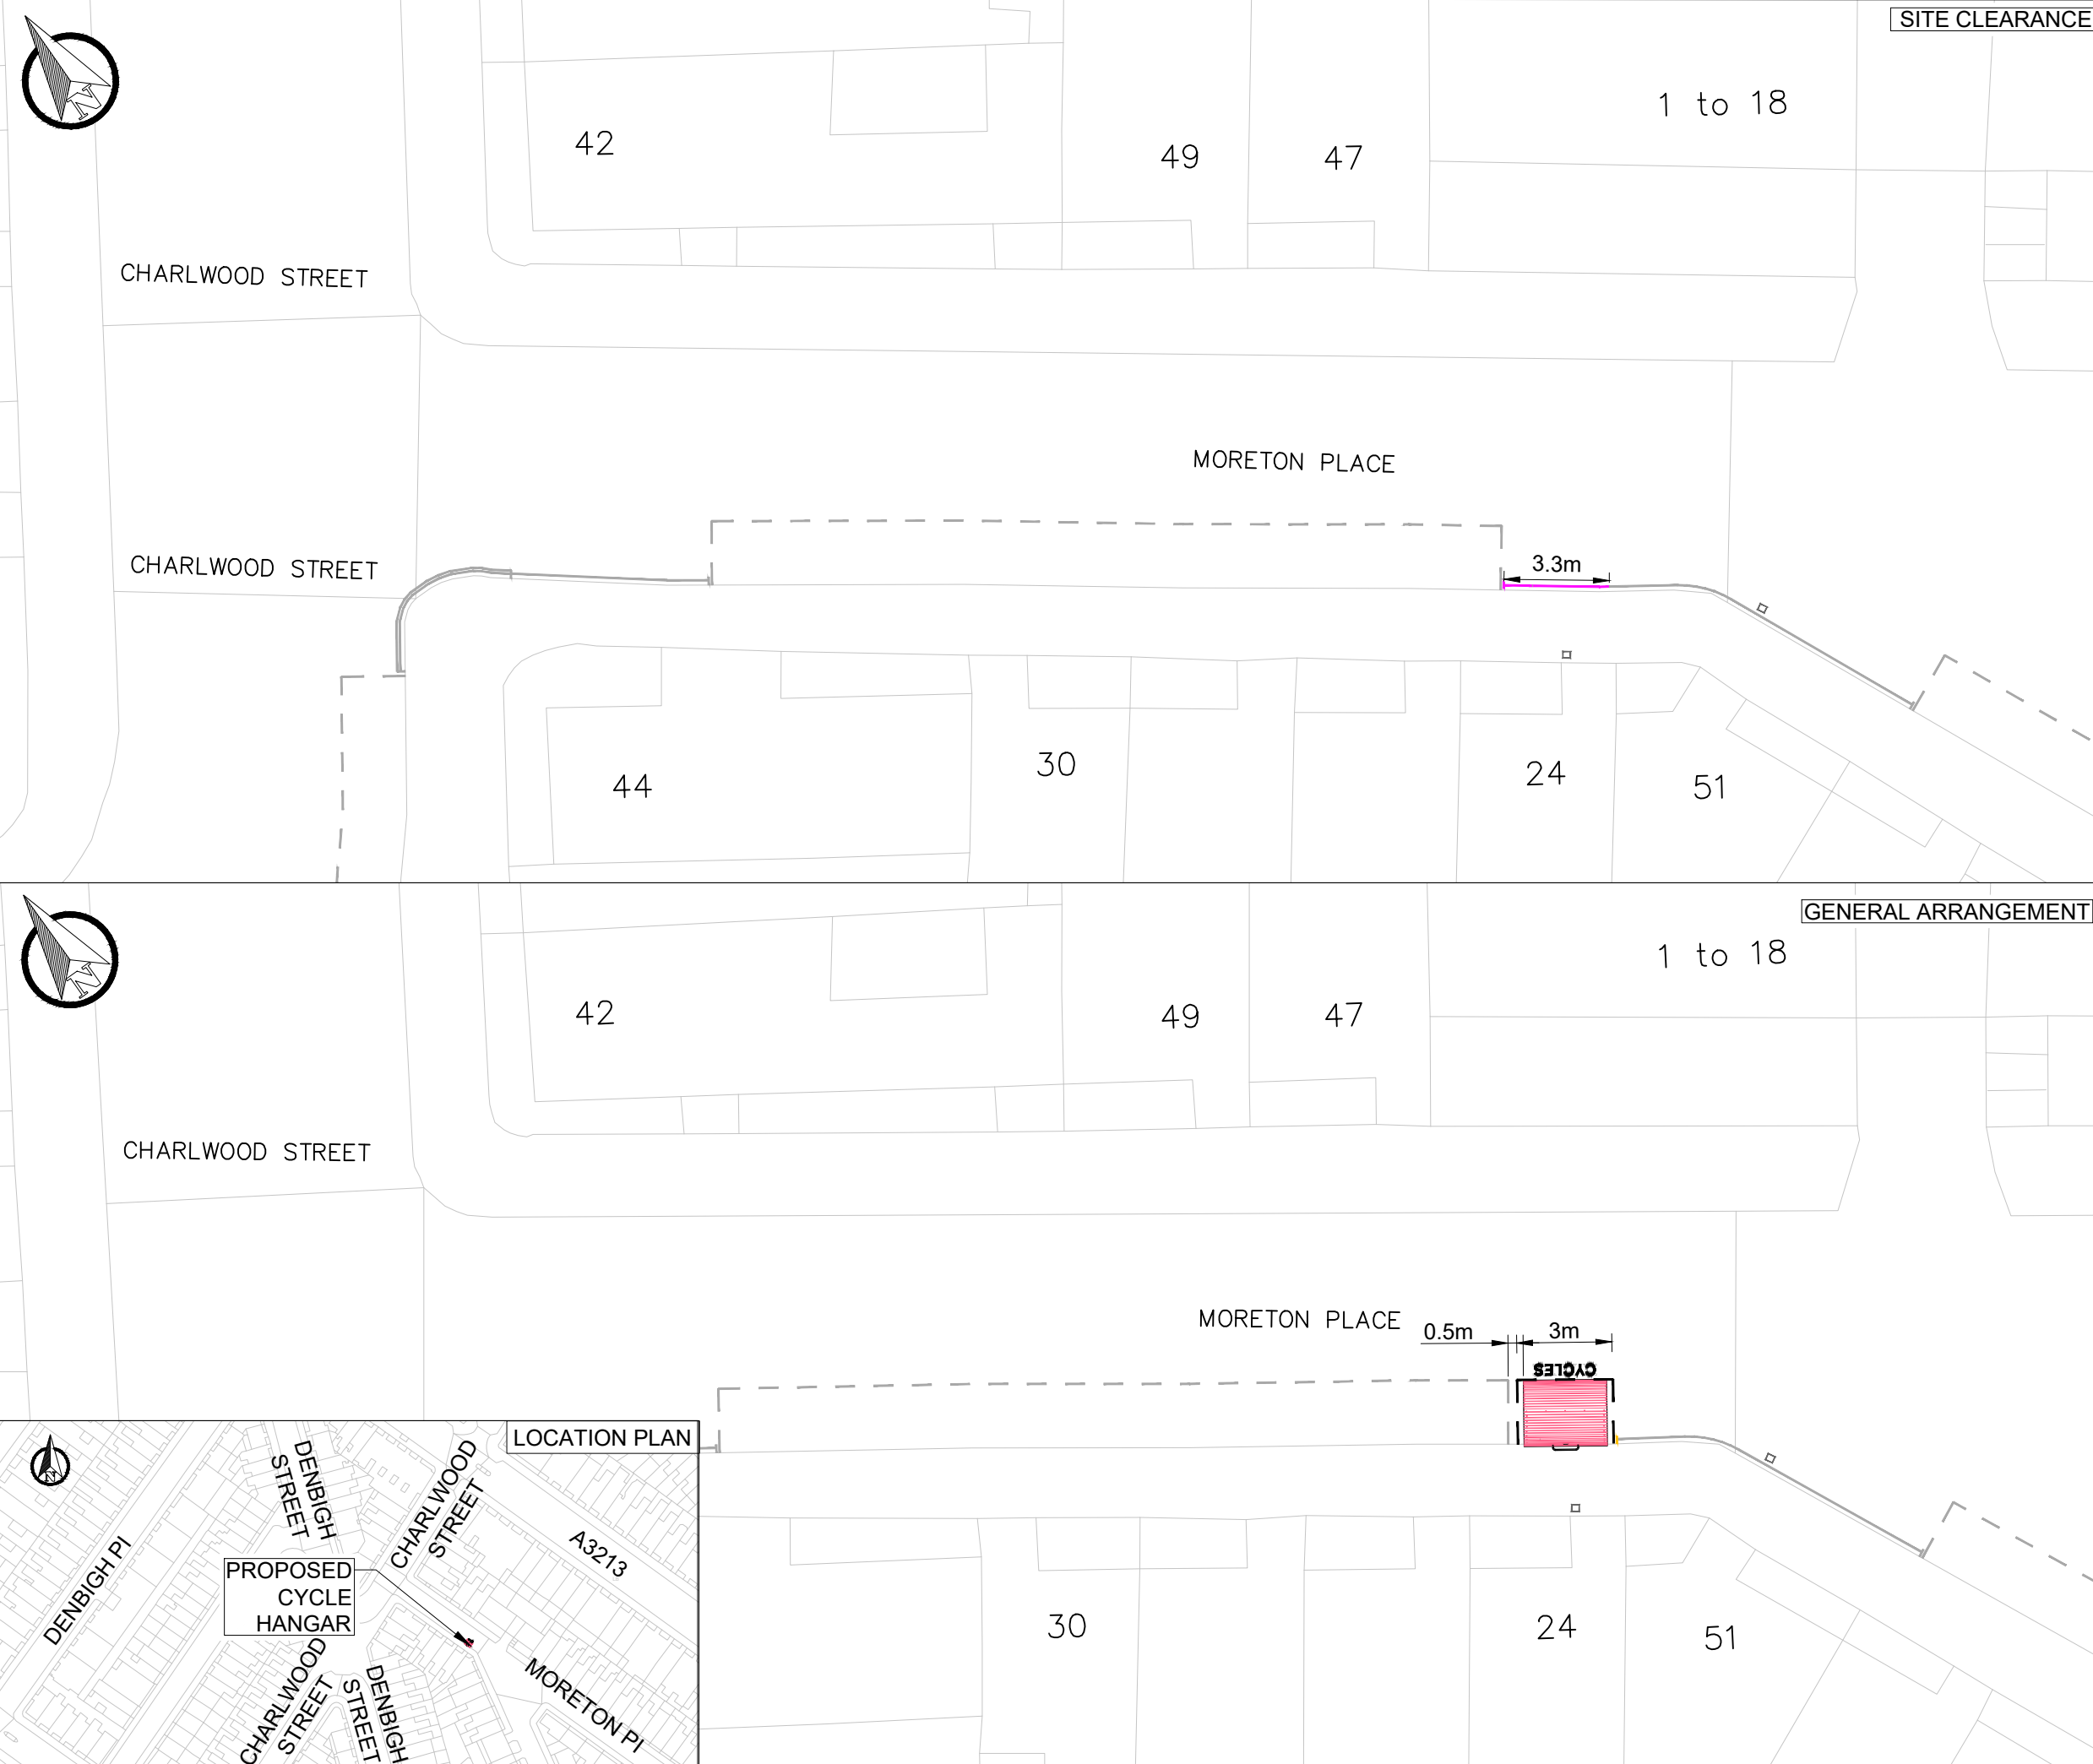 SITE CLEARANCE
N
42
49
47
1 to 18
CHARLWOOD STREET
MORETON PLACE
CHARLWOOD STREET
3.3m
44
30
24
51
GENERAL ARRANGEMENT
N
42
49
47
1 to 18
CHARLWOOD STREET
MORETON PLACE
0.5m
3m
CYCLES
30
24
51
LOCATION PLAN
N
DENBIGH
STREET
CHARLWOOD
STREET
A3213
DENBIGH Pl
PROPOSED
CYCLE
HANGAR
CHARLWOOD
STREET
DENBIGH
STREET
MORETON Pl